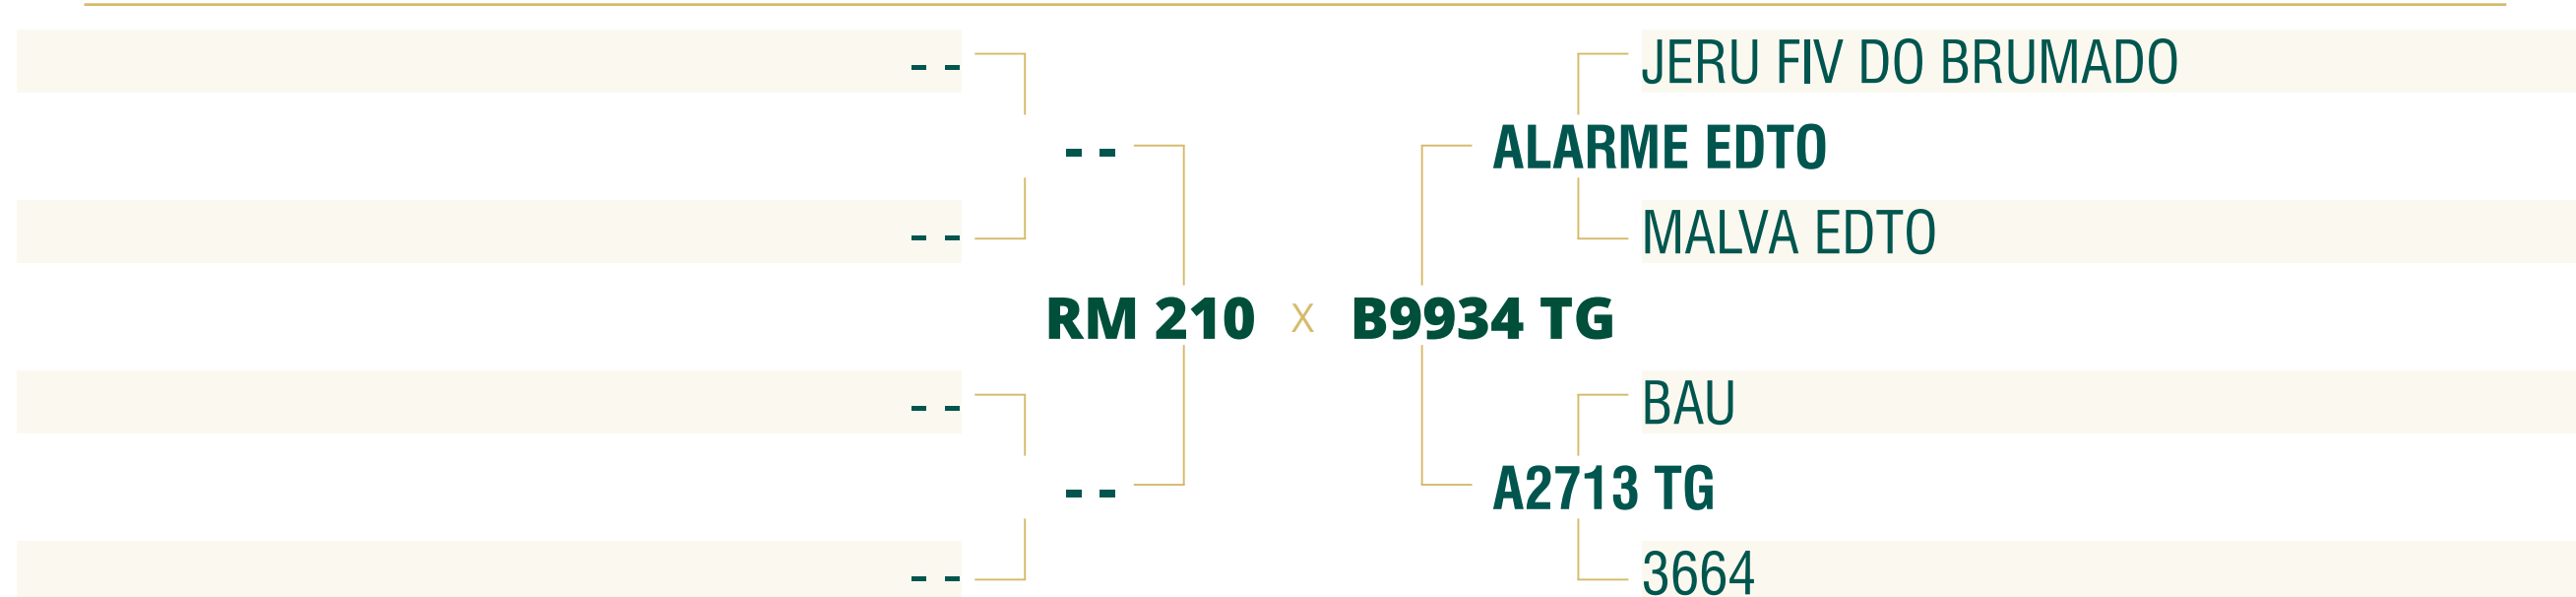 - - JERU FIV DO BRUMADO
- - ALARME EDTO
- - MALVA EDTO
RM 210 X B9934 TG
- - BAU
- - A2713 TG
- - 3664